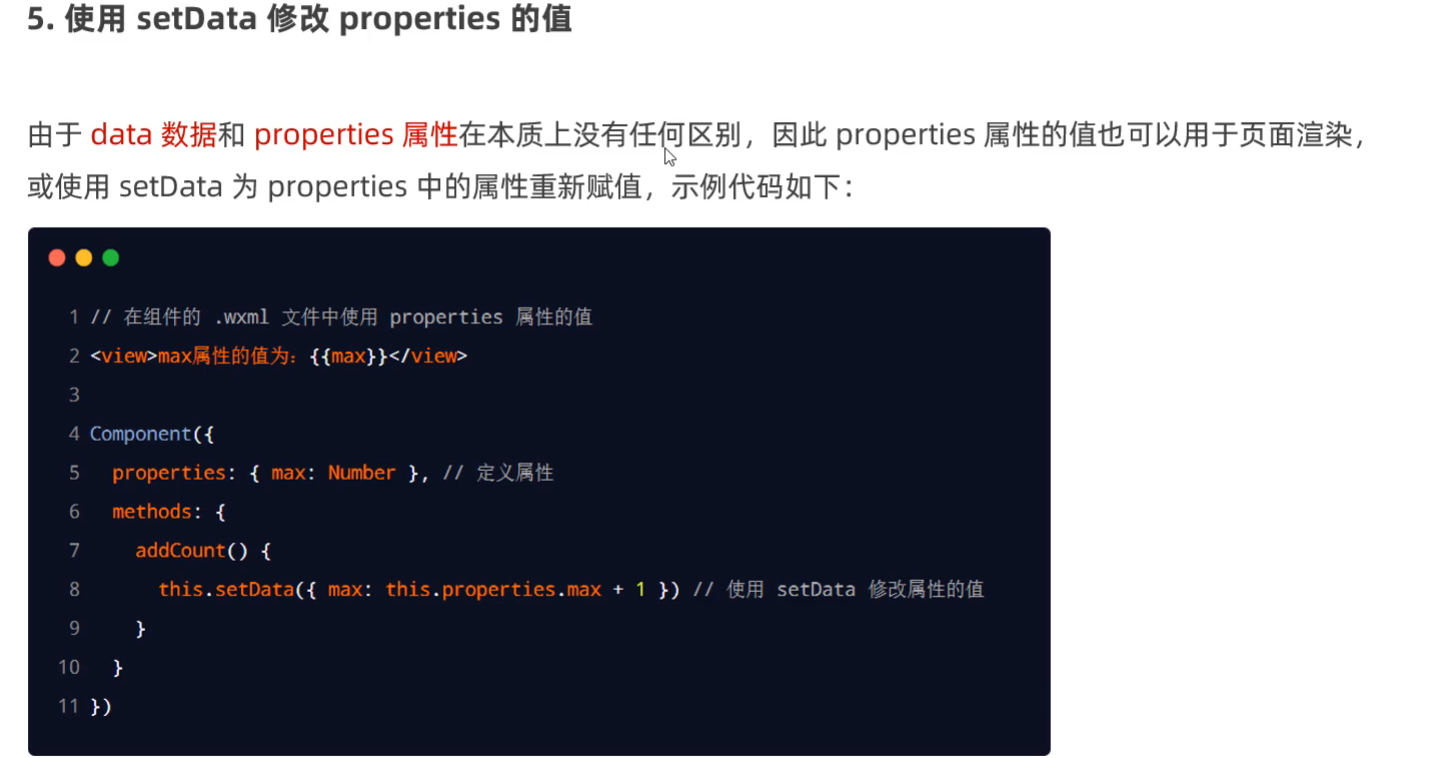 5. 使用 setData 修改 properties 的值
由于 data 数据和 properties 属性在本质上没有任何区别，因此 properties 属性的值也可以用于页面渲染，
或使用 setData 为 properties 中的属性重新赋值，示例代码如下：
1 // 在组件的 .wxml 文件中使用 properties 属性的值
2 <view>max属性的值为：{{max}}</view>
3
4 Component({
5   properties: { max: Number }, // 定义属性
6   methods: {
7     addCount() {
8       this.setData({ max: this.properties.max + 1 }) // 使用 setData 修改属性的值
9     }
10   }
11 })